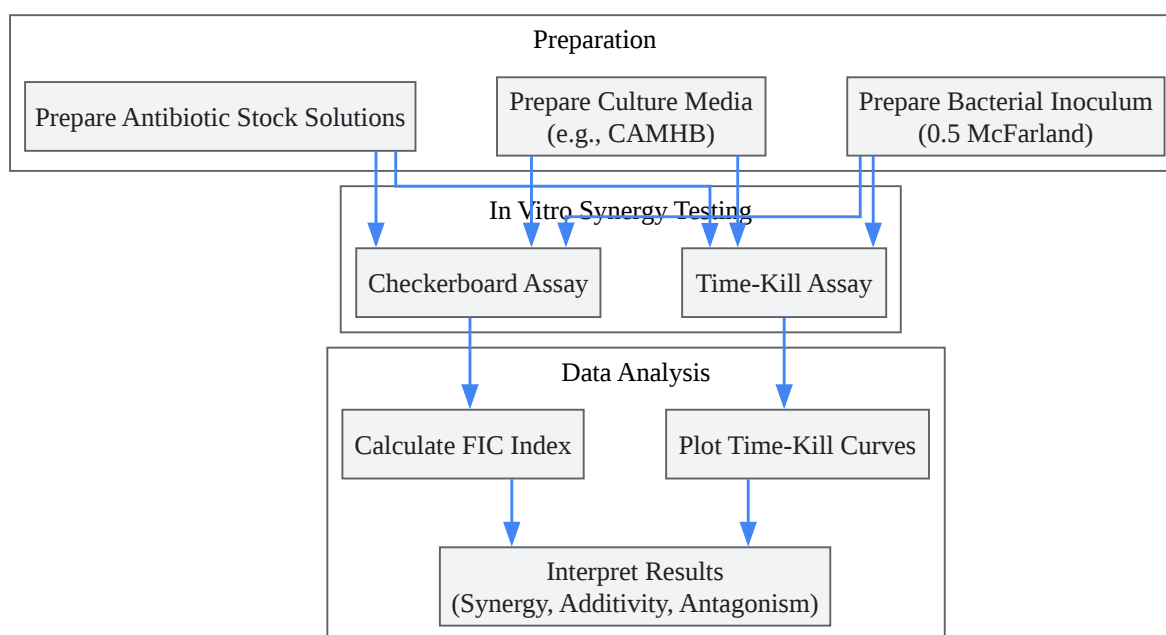 Preparation
Prepare Antibiotic Stock Solutions
Prepare Culture Media
(e.g., CAMHB)
Prepare Bacterial Inoculum
(0.5 McFarland)
In Vitro Synergy Testing
Checkerboard Assay
Time-Kill Assay
Data Analysis
Calculate FIC Index
Plot Time-Kill Curves
Interpret Results
(Synergy, Additivity, Antagonism)